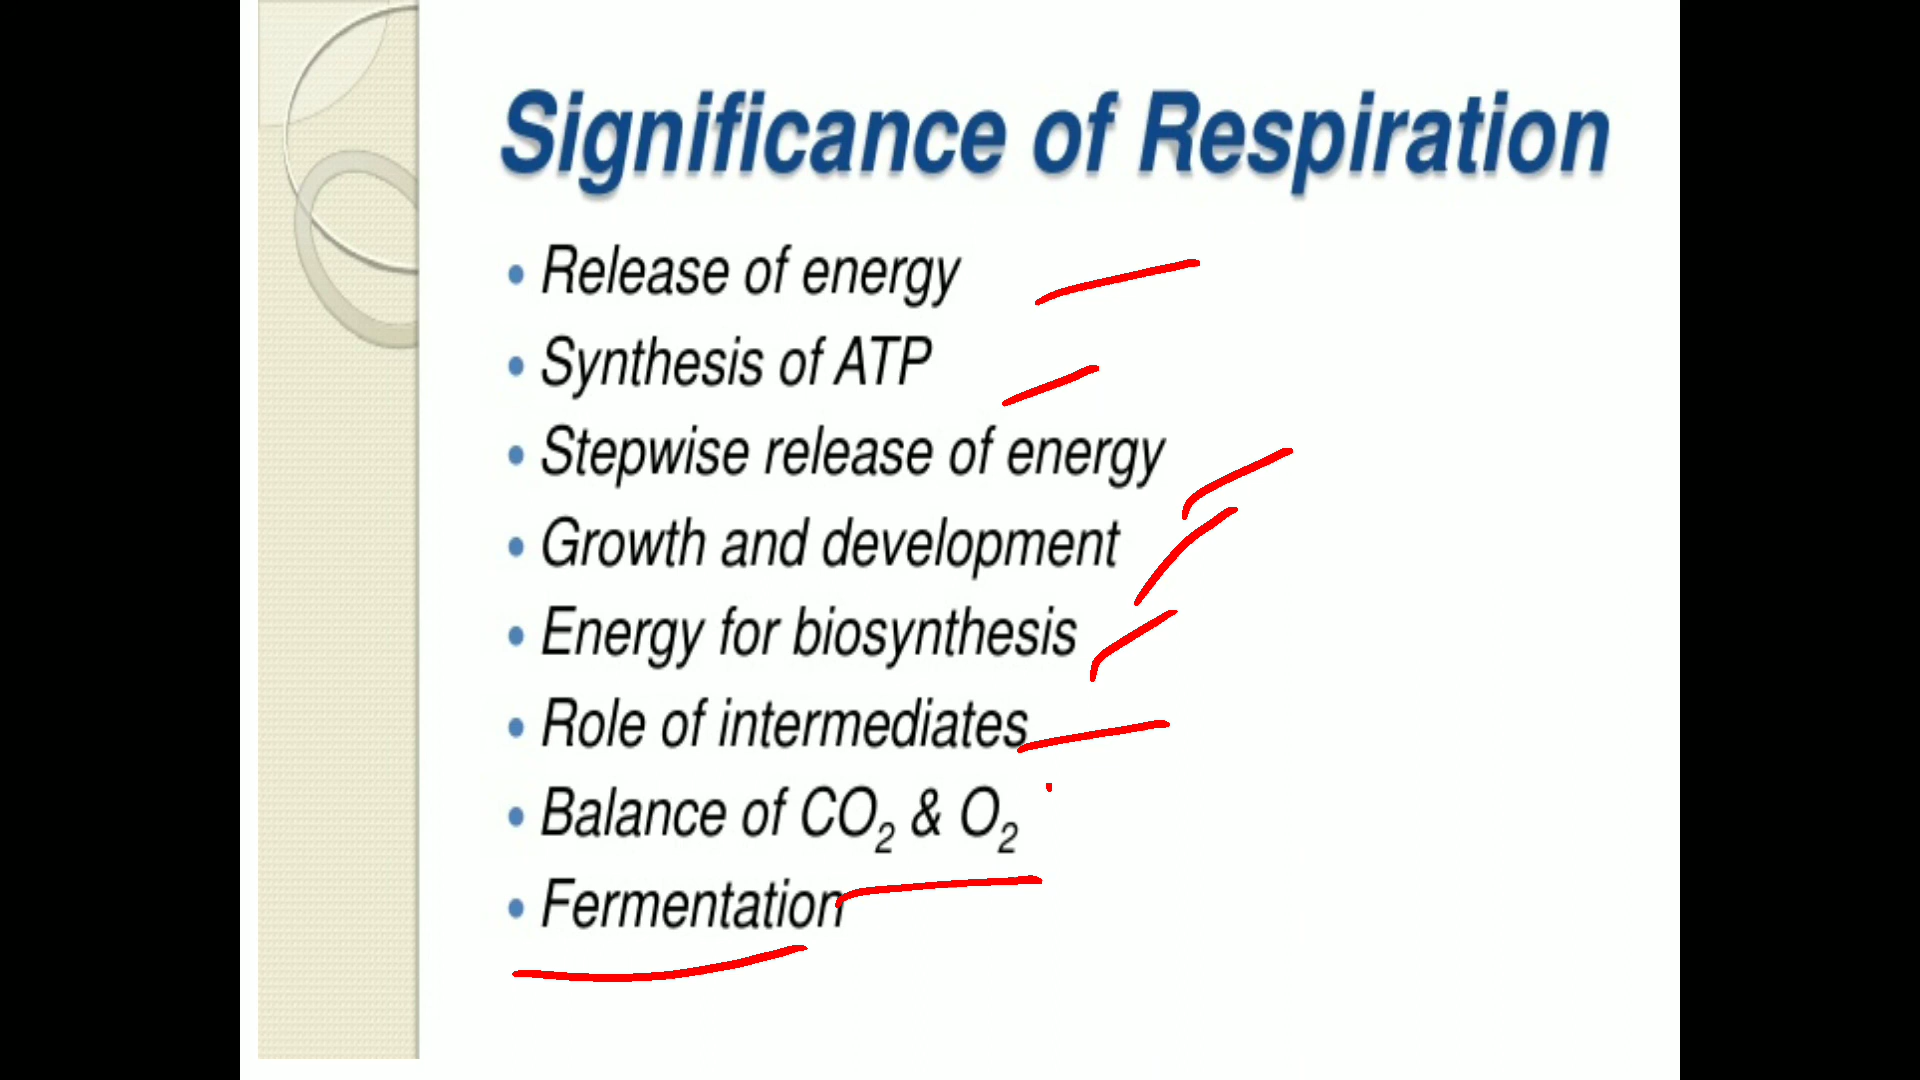 Significance of Respiration
• Release of energy
• Synthesis of ATP
• Stepwise release of energy
• Growth and development
• Energy for biosynthesis
• Role of intermediates
• Balance of CO₂ & O₂
• Fermentation